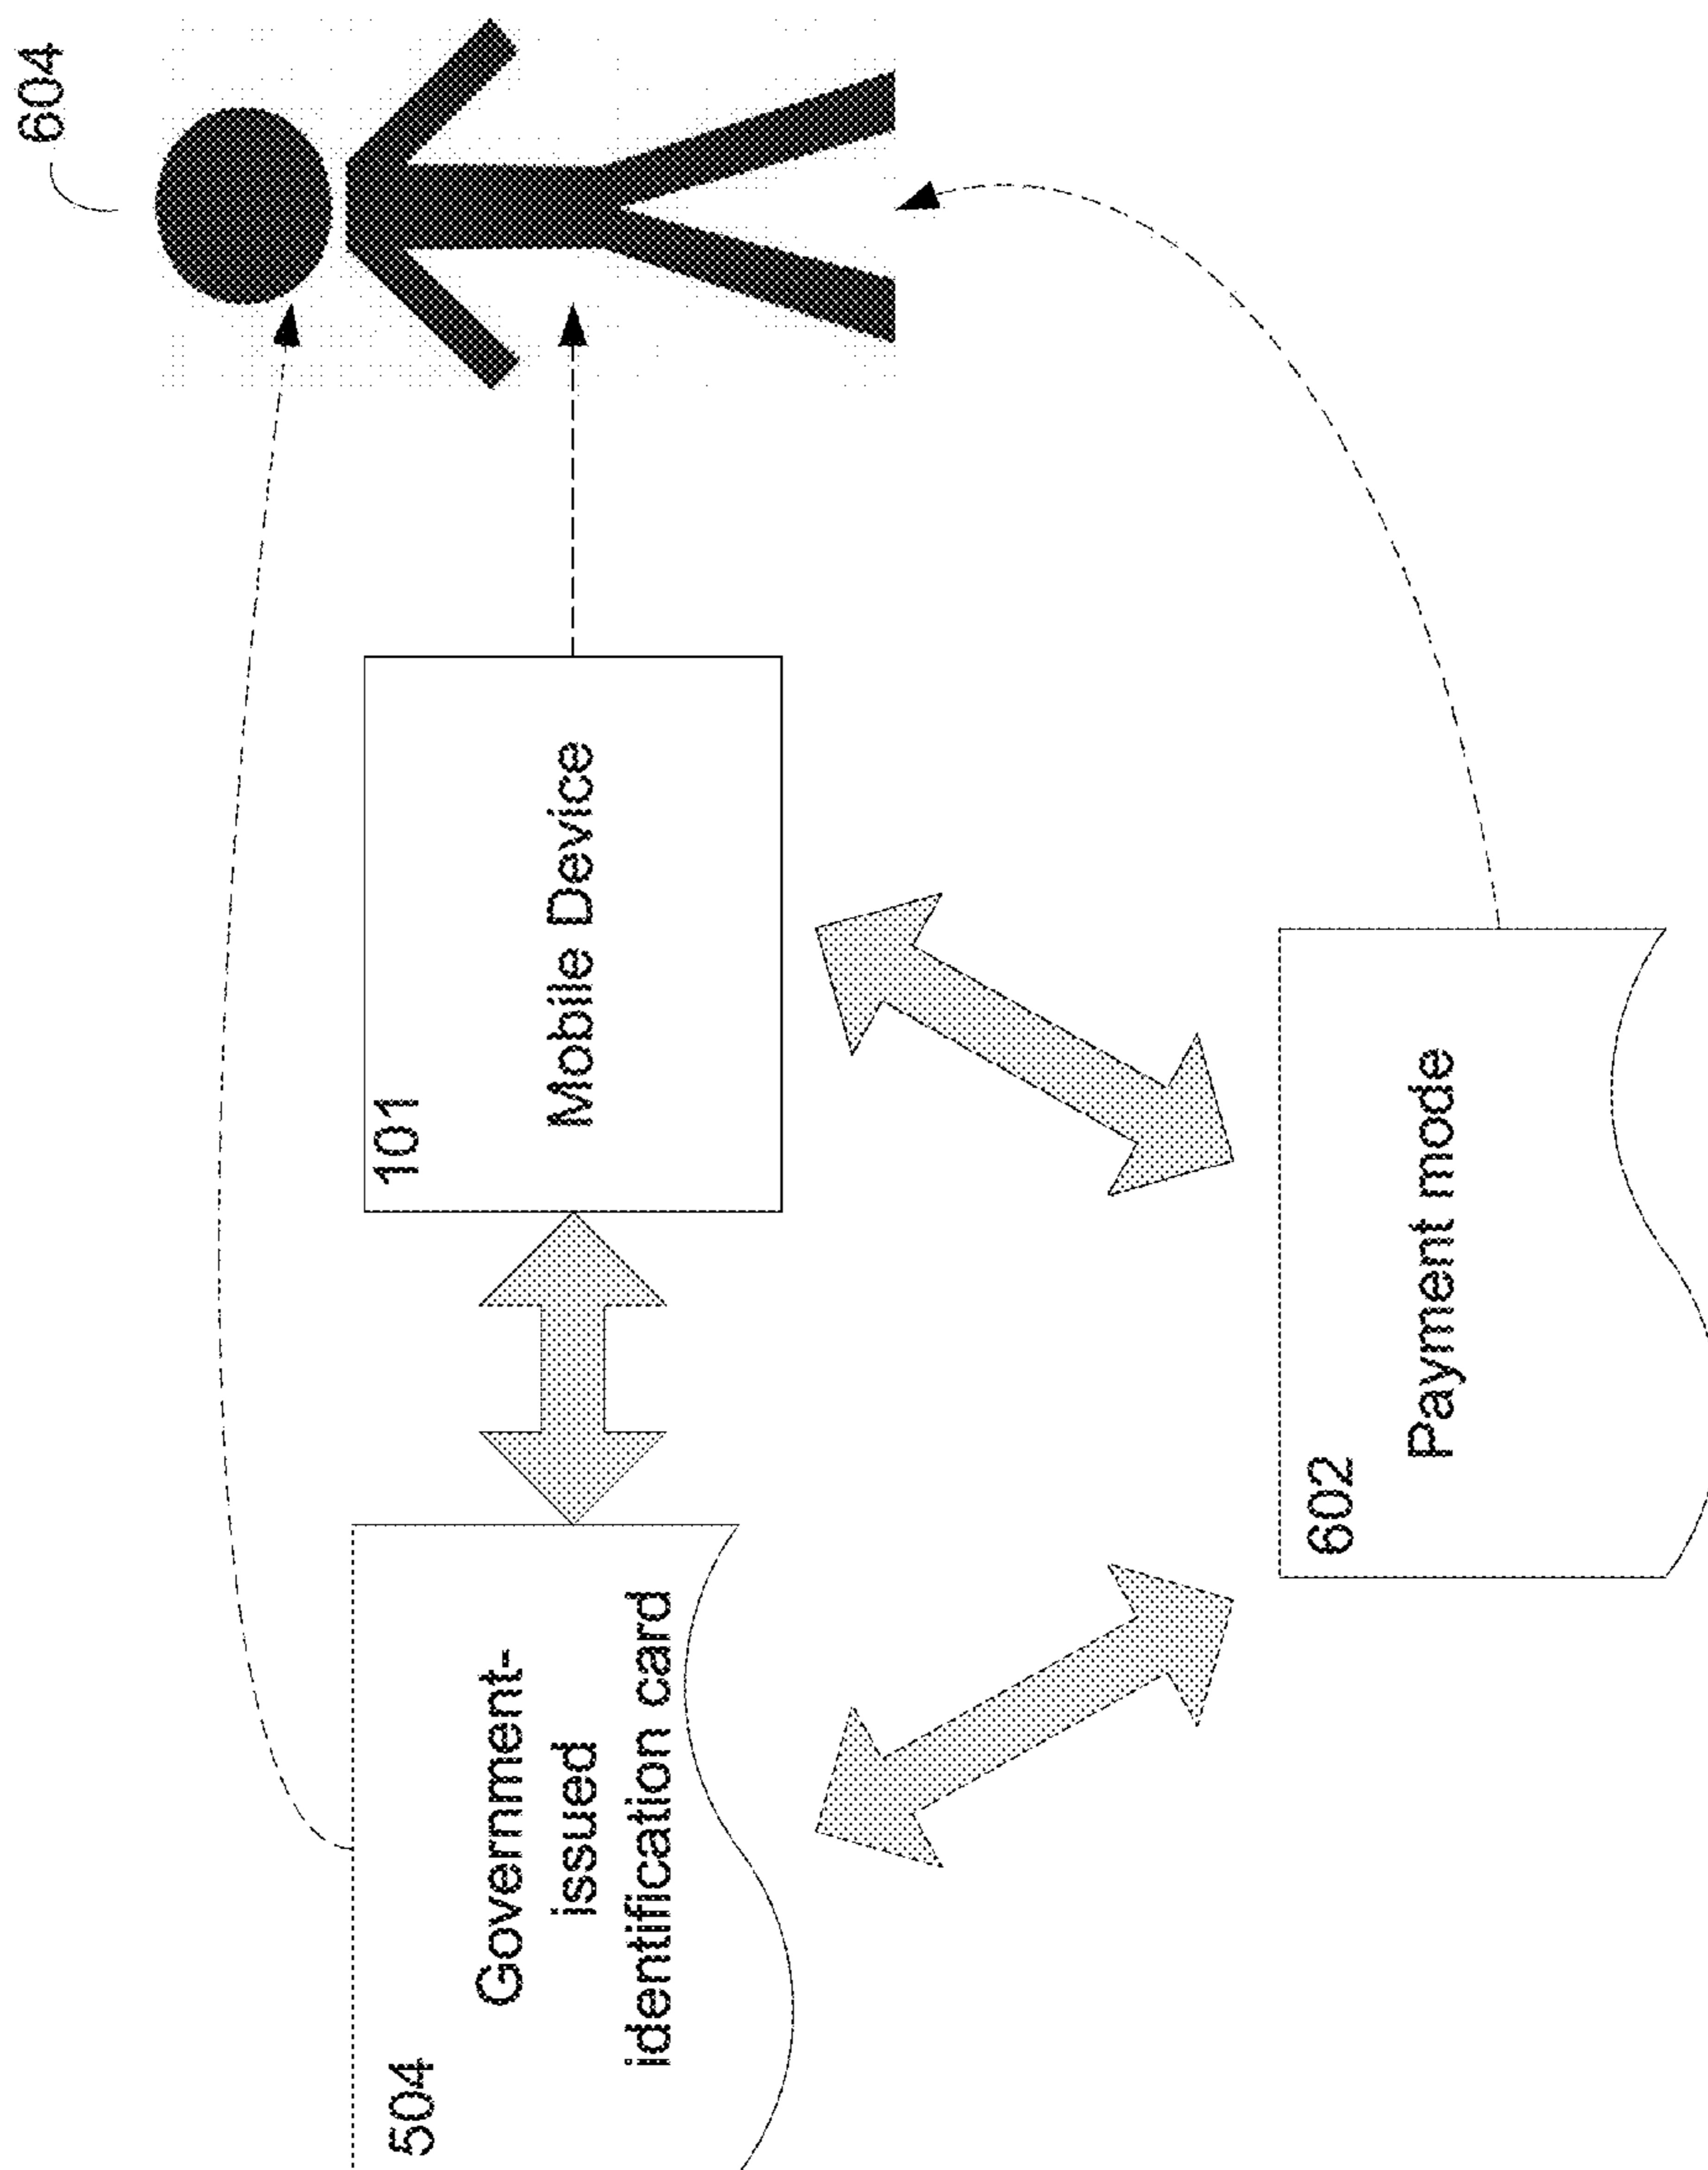 504
Government-
issued
identification card
101
Mobile Device
604
602
Payment mode